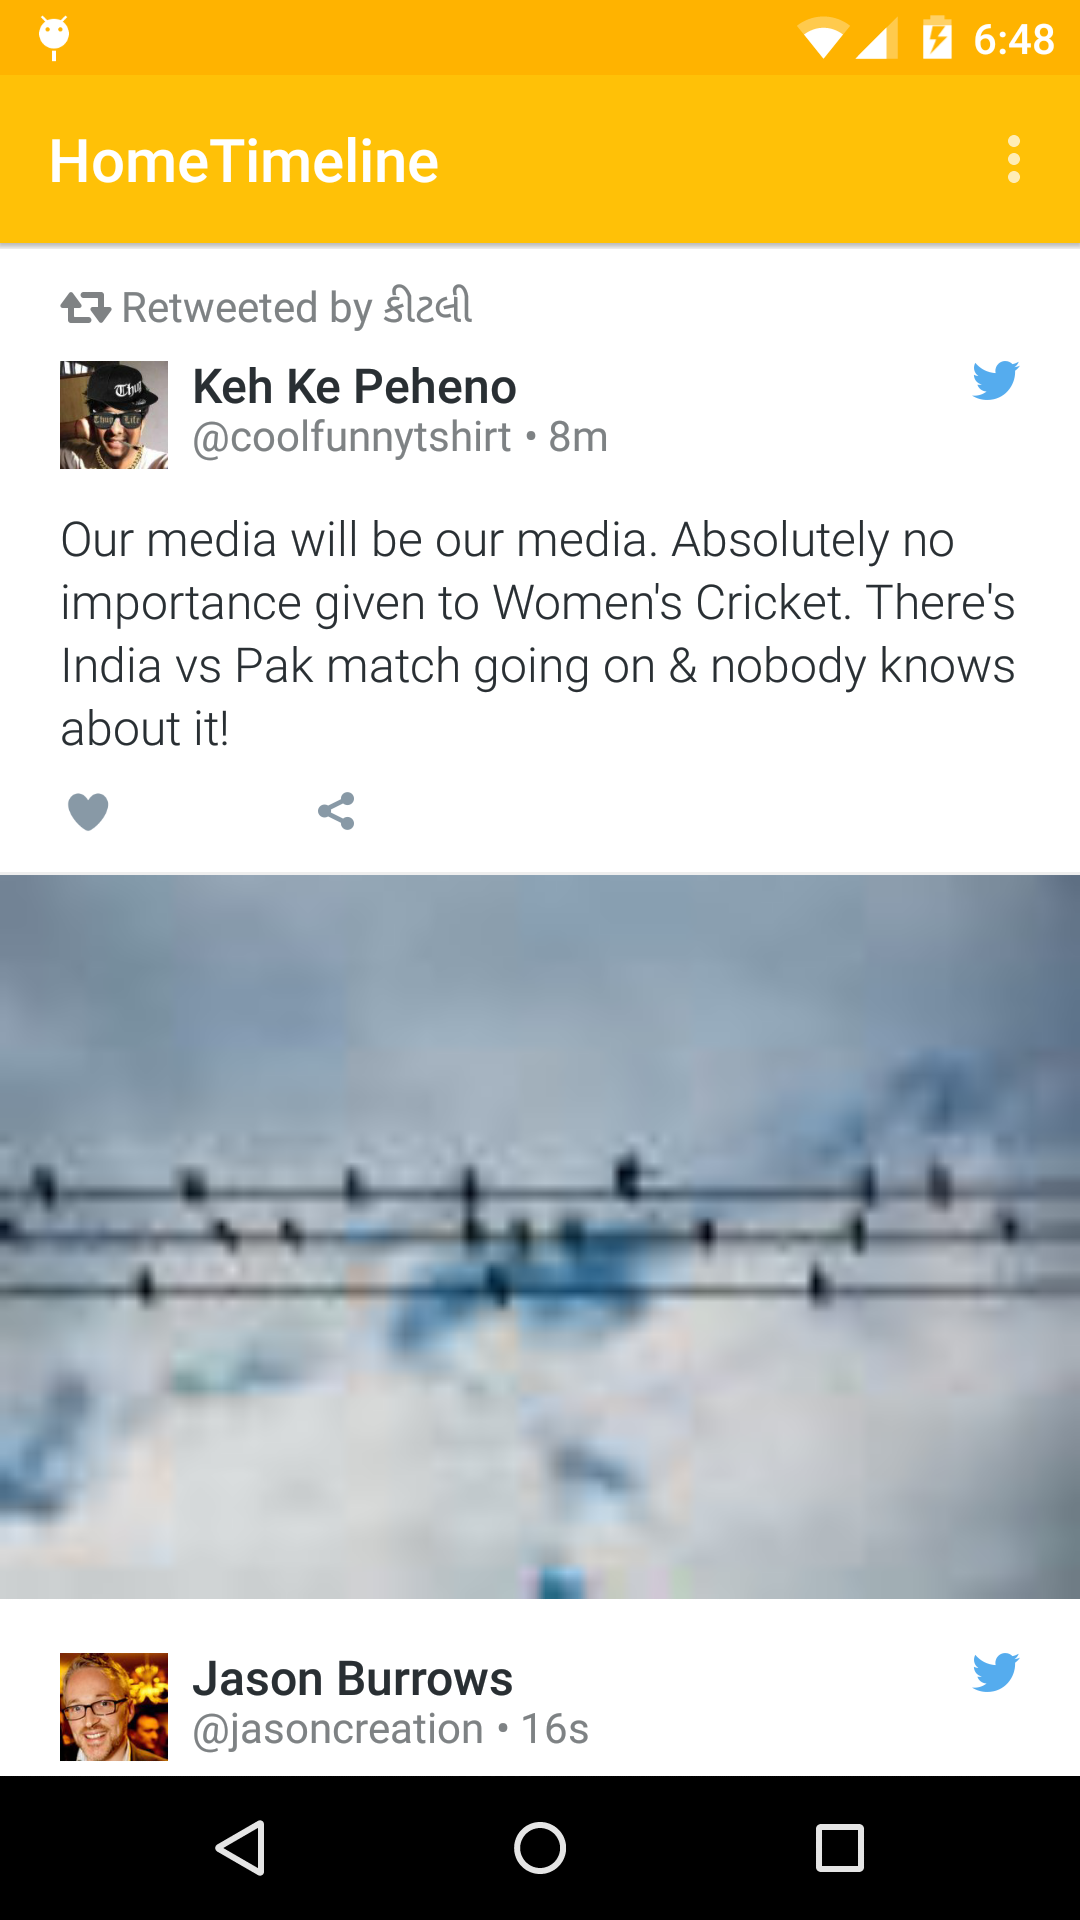 6:48
HomeTimeline
Retweeted by કીટલી
Keh Ke Peheno
@coolfunnytshirt • 8m
Our media will be our media. Absolutely no
importance given to Women's Cricket. There's
India vs Pak match going on & nobody knows
about it!
Jason Burrows
@jasoncreation • 16s